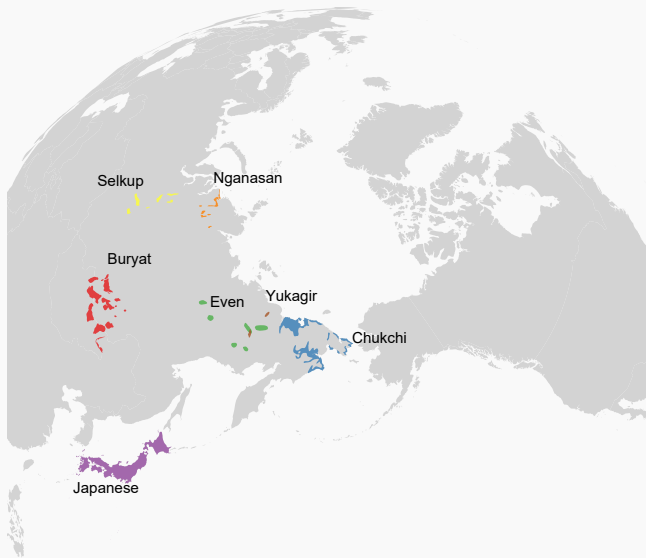 Selkup
Nganasan
Buryat
Even
Yukagir
Chukchi
Japanese